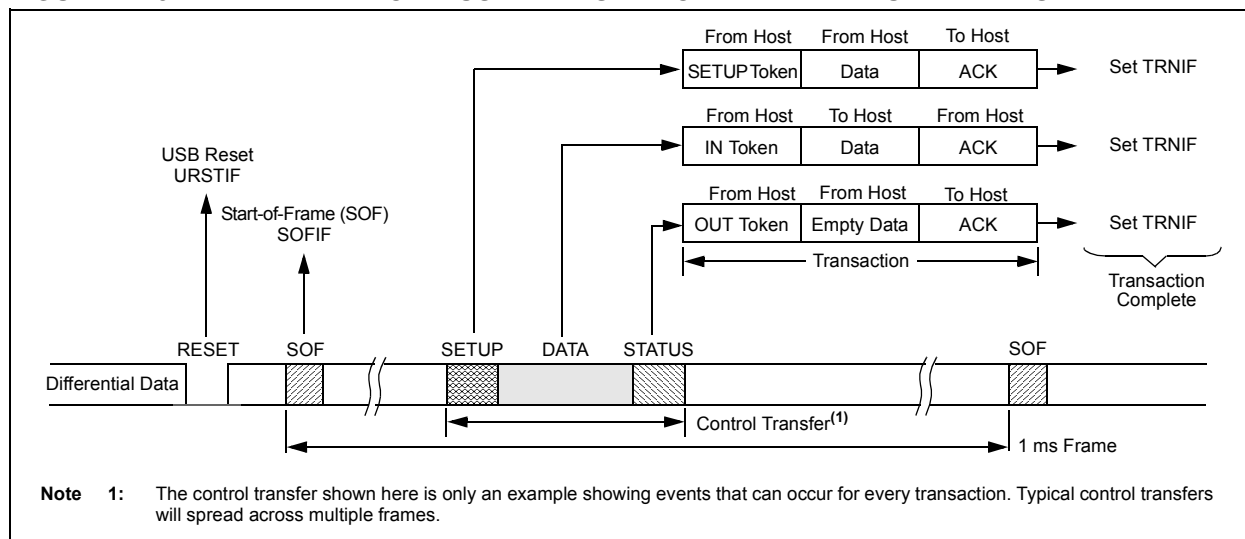 From Host From Host To Host
SETUP Token Data ACK Set TRNIF
From Host To Host From Host
IN Token Data ACK Set TRNIF
USB Reset
URSTIF
From Host From Host To Host
Start-of-Frame (SOF)
SOFIF
OUT Token Empty Data ACK Set TRNIF
Transaction
Transaction
Complete
RESET SOF SETUP DATA STATUS SOF
Differential Data
Control Transfer(1)
1 ms Frame
Note 1: The control transfer shown here is only an example showing events that can occur for every transaction. Typical control transfers
will spread across multiple frames.